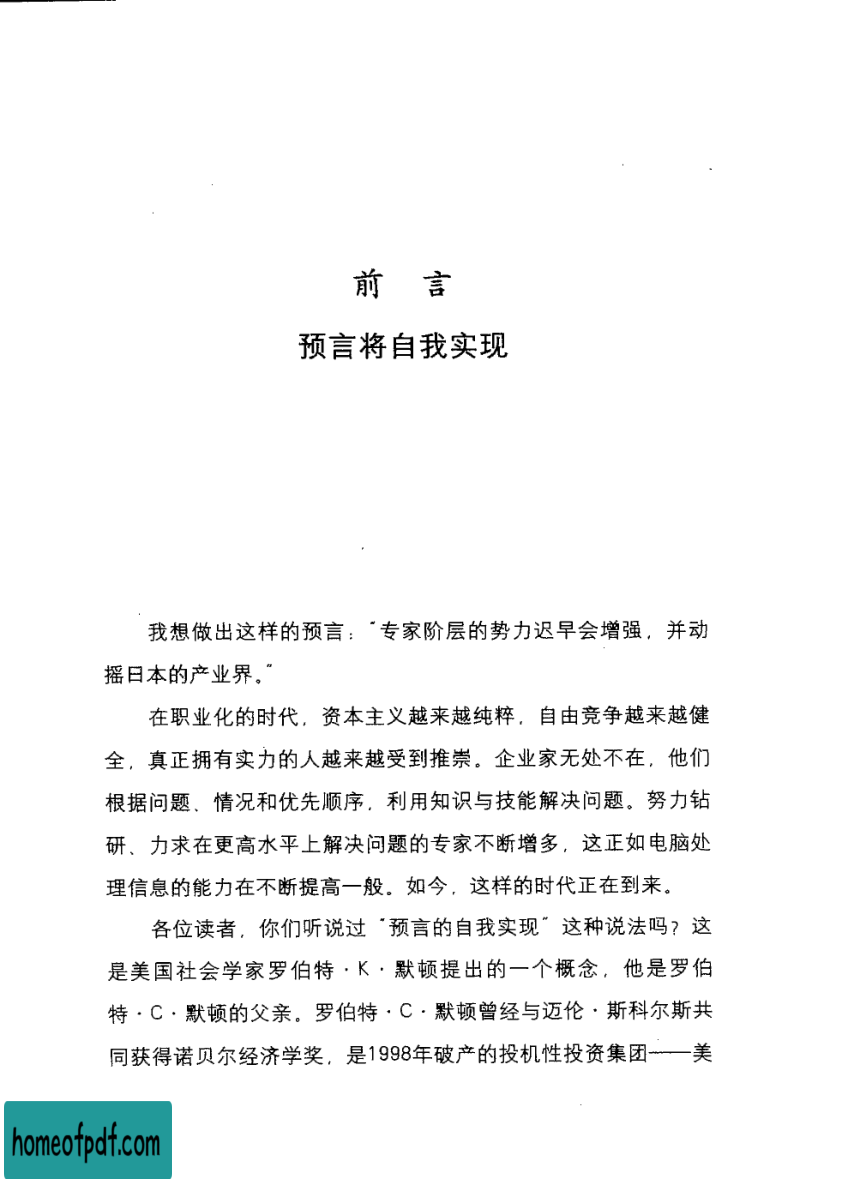 前 言
预言将自我实现
我想做出这样的预言：“专家阶层的势力迟早会增强，并动
摇日本的产业界。”
在职业化的时代，资本主义越来越纯粹，自由竞争越来越健
全，真正拥有实力的人越来越受到推崇。企业家无处不在，他们
根据问题、情况和优先顺序，利用知识与技能解决问题。努力钻
研、力求在更高水平上解决问题的专家不断增多，这正如电脑处
理信息的能力在不断提高一般。如今，这样的时代正在到来。
各位读者，你们听说过“预言的自我实现”这种说法吗？这
是美国社会学家罗伯特·K·默顿提出的一个概念，他是罗伯
特·C·默顿的父亲。罗伯特·C·默顿曾经与迈伦·斯科尔斯共
同获得诺贝尔经济学奖，是1998年破产的投机性投资集团——美
homeofpdf.com